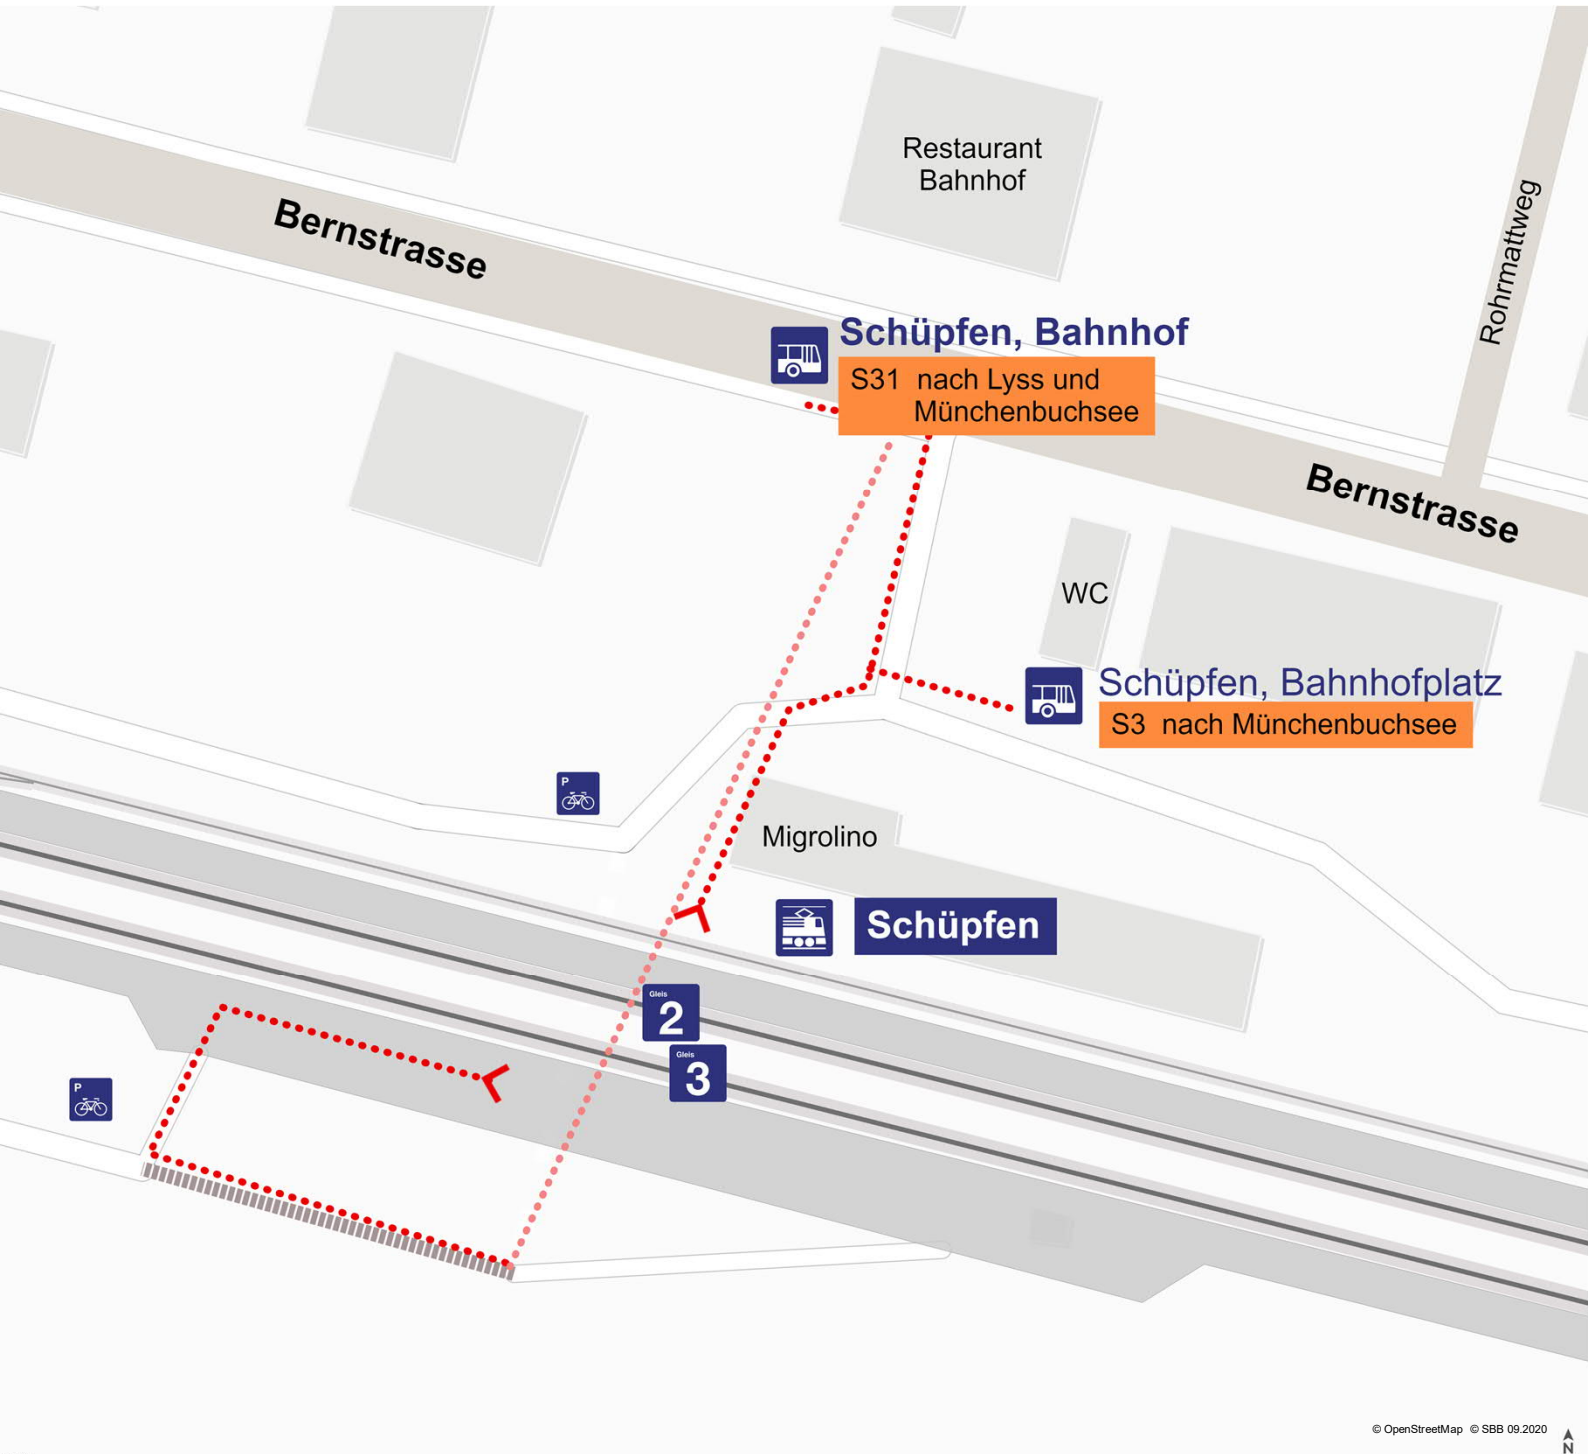 Restaurant
Bahnhof
Rohrmattweg
Bernstrasse
Schüpfen, Bahnhof
S31 nach Lyss und
Münchenbuchsee
Bernstrasse
WC
Schüpfen, Bahnhofplatz
S3 nach Münchenbuchsee
P
Migrolino
Schüpfen
Gleis
2
Gleis
3
P
© OpenStreetMap © SBB 09.2020
N